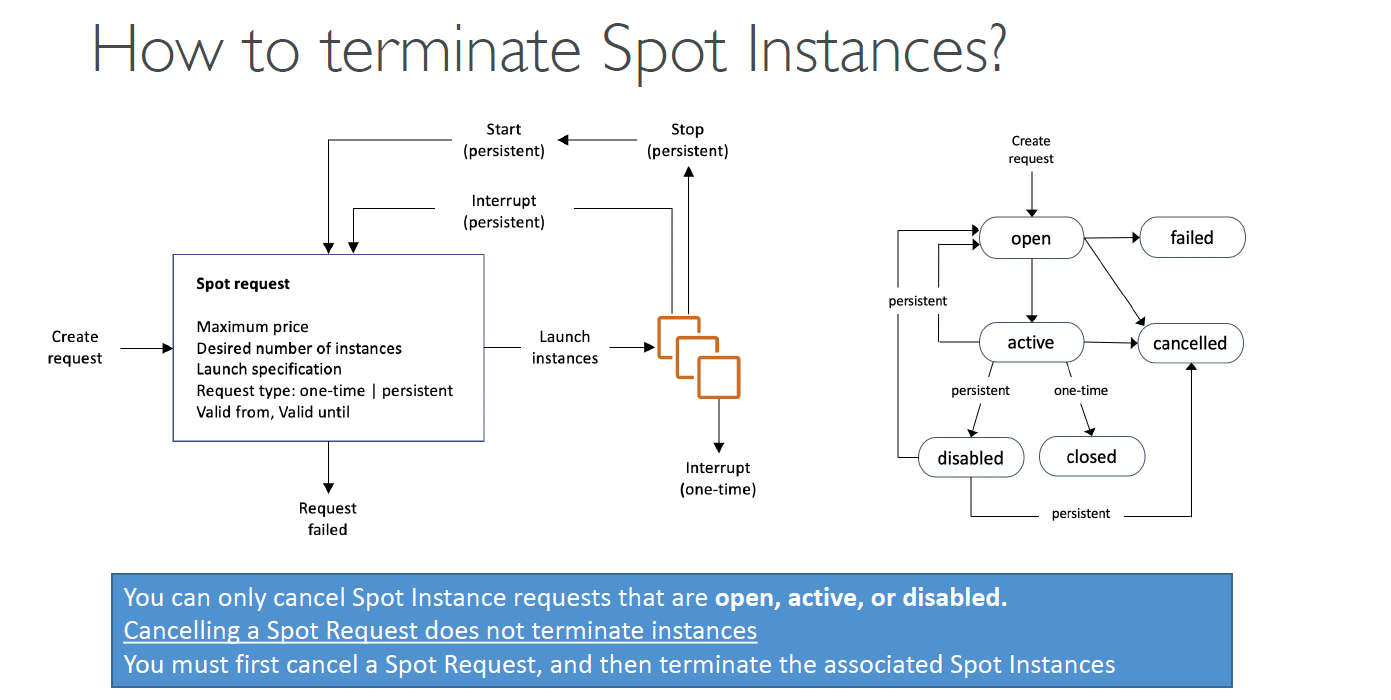 How to terminate Spot Instances?
Start
(persistent)
Stop
(persistent)
Interrupt
(persistent)
Create
request
Spot request
Maximum price
Desired number of instances
Launch specification
Request type: one-time | persistent
Valid from, Valid until
Launch
instances
Request
failed
Interrupt
(one-time)
Create
request
open
failed
persistent
active
cancelled
persistent
one-time
disabled
closed
persistent
You can only cancel Spot Instance requests that are open, active, or disabled.
Cancelling a Spot Request does not terminate instances
You must first cancel a Spot Request, and then terminate the associated Spot Instances